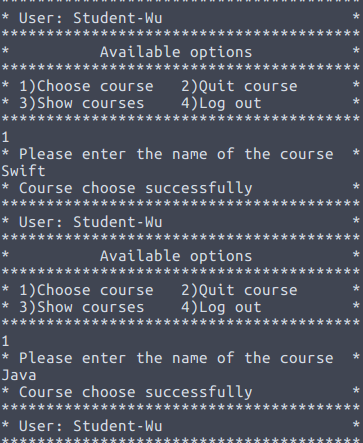 ***************************************
* User: Student-Wu                    *
***************************************
*          Available options          *
***************************************
* 1)Choose course   2)Quit course     *
* 3)Show courses    4)Log out         *
***************************************
1
* Please enter the name of the course  *
Swift
* Course choose successfully          *
***************************************
* User: Student-Wu                    *
***************************************
*          Available options          *
***************************************
* 1)Choose course   2)Quit course     *
* 3)Show courses    4)Log out         *
***************************************
1
* Please enter the name of the course  *
Java
* Course choose successfully          *
***************************************
* User: Student-Wu                    *
***************************************